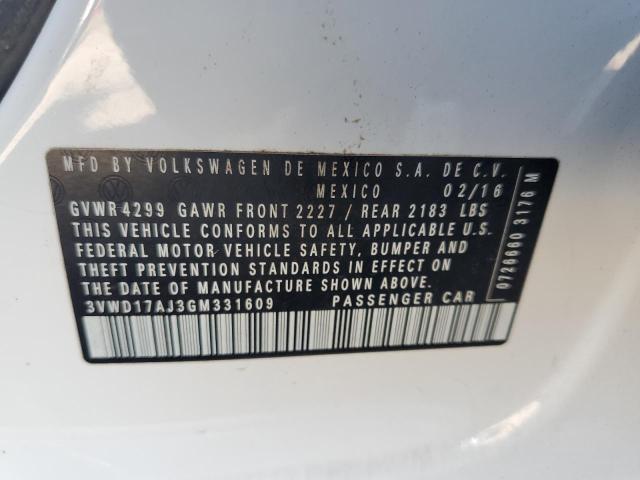 MFD BY VOLKSWAGEN DE MEXICO S.A. DE C.V.
MEXICO 02/16
GVWR 4299 GAWR FRONT 2227 / REAR 2183 LBS
THIS VEHICLE CONFORMS TO ALL APPLICABLE U.S.
FEDERAL MOTOR VEHICLE SAFETY, BUMPER AND
THEFT PREVENTION STANDARDS IN EFFECT ON
THE DATE OF MANUFACTURE SHOWN ABOVE.
3VWD17AJ3GM331609 PASSENGER CAR
0726660 3176 M